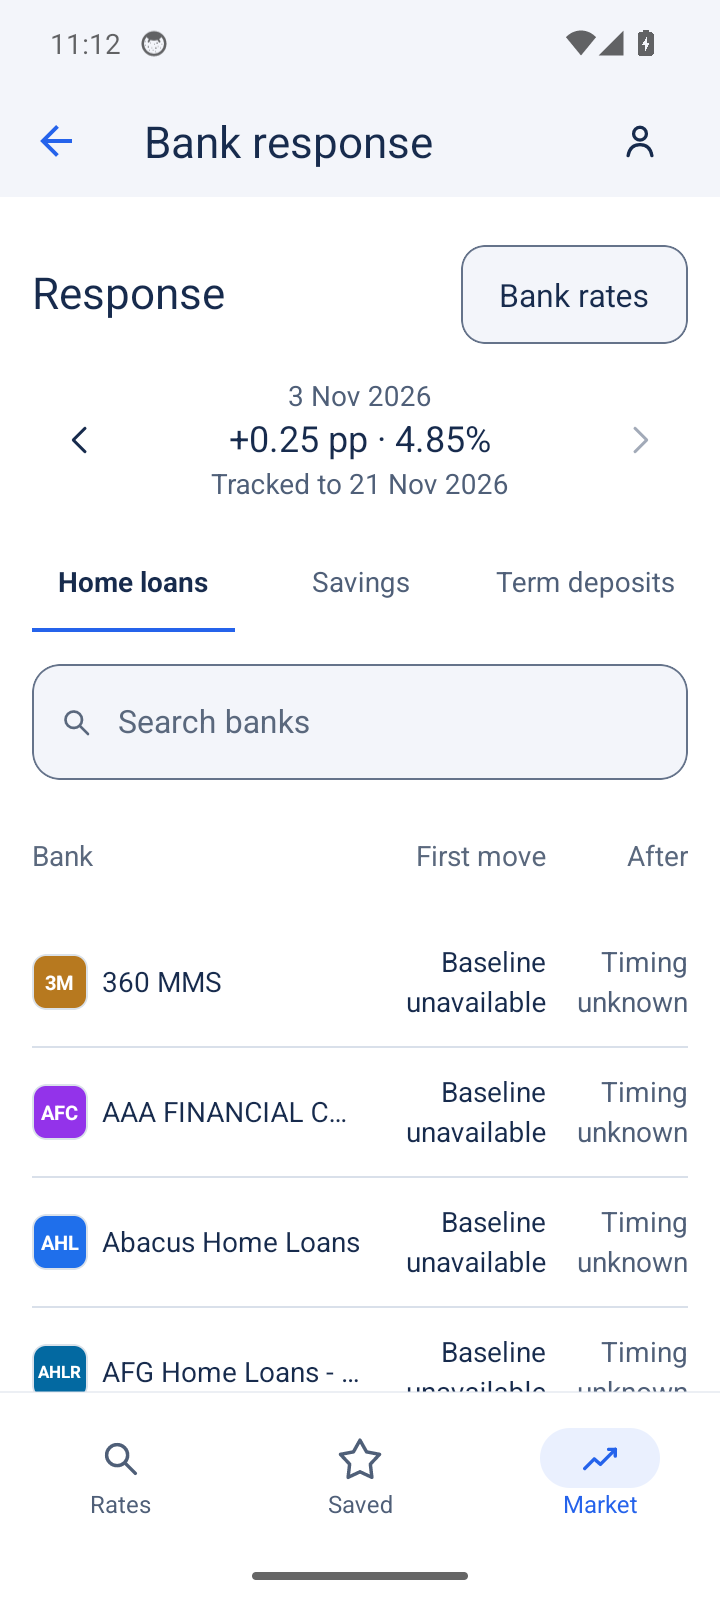 11:12
Bank response
Response
Bank rates
3 Nov 2026
+0.25 pp · 4.85%
Tracked to 21 Nov 2026
Home loans
Savings
Term deposits
Search banks
Bank
First move
After
3M
360 MMS
Baseline
unavailable
Timing
unknown
AFC
AAA FINANCIAL C...
Baseline
unavailable
Timing
unknown
AHL
Abacus Home Loans
Baseline
unavailable
Timing
unknown
AHLR
AFG Home Loans - ...
Baseline
unavailable
Timing
unknown
Rates
Saved
Market